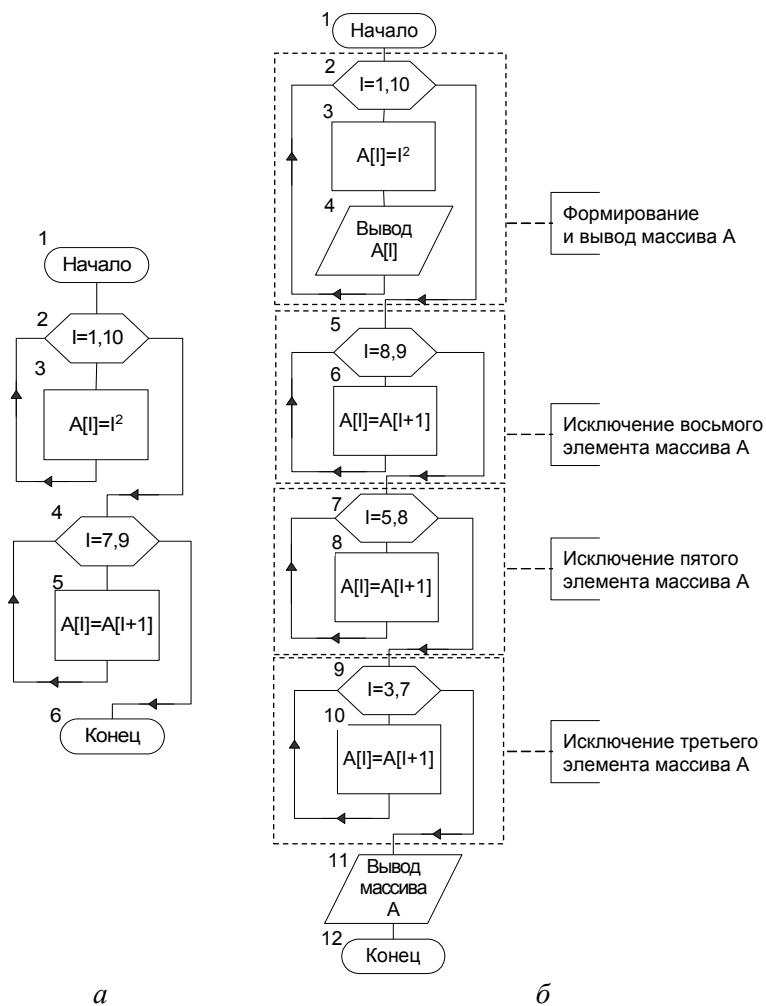 1
Начало
2
I=1,10
3
A[I]=I²
4
I=7,9
5
A[I]=A[I+1]
6
Конец
а
1
Начало
2
I=1,10
3
A[I]=I²
4
Вывод
A[I]
Формирование
и вывод массива А
5
I=8,9
6
A[I]=A[I+1]
Исключение восьмого
элемента массива А
7
I=5,8
8
A[I]=A[I+1]
Исключение пятого
элемента массива А
9
I=3,7
10
A[I]=A[I+1]
Исключение третьего
элемента массива А
11
Вывод
массива
А
12
Конец
б